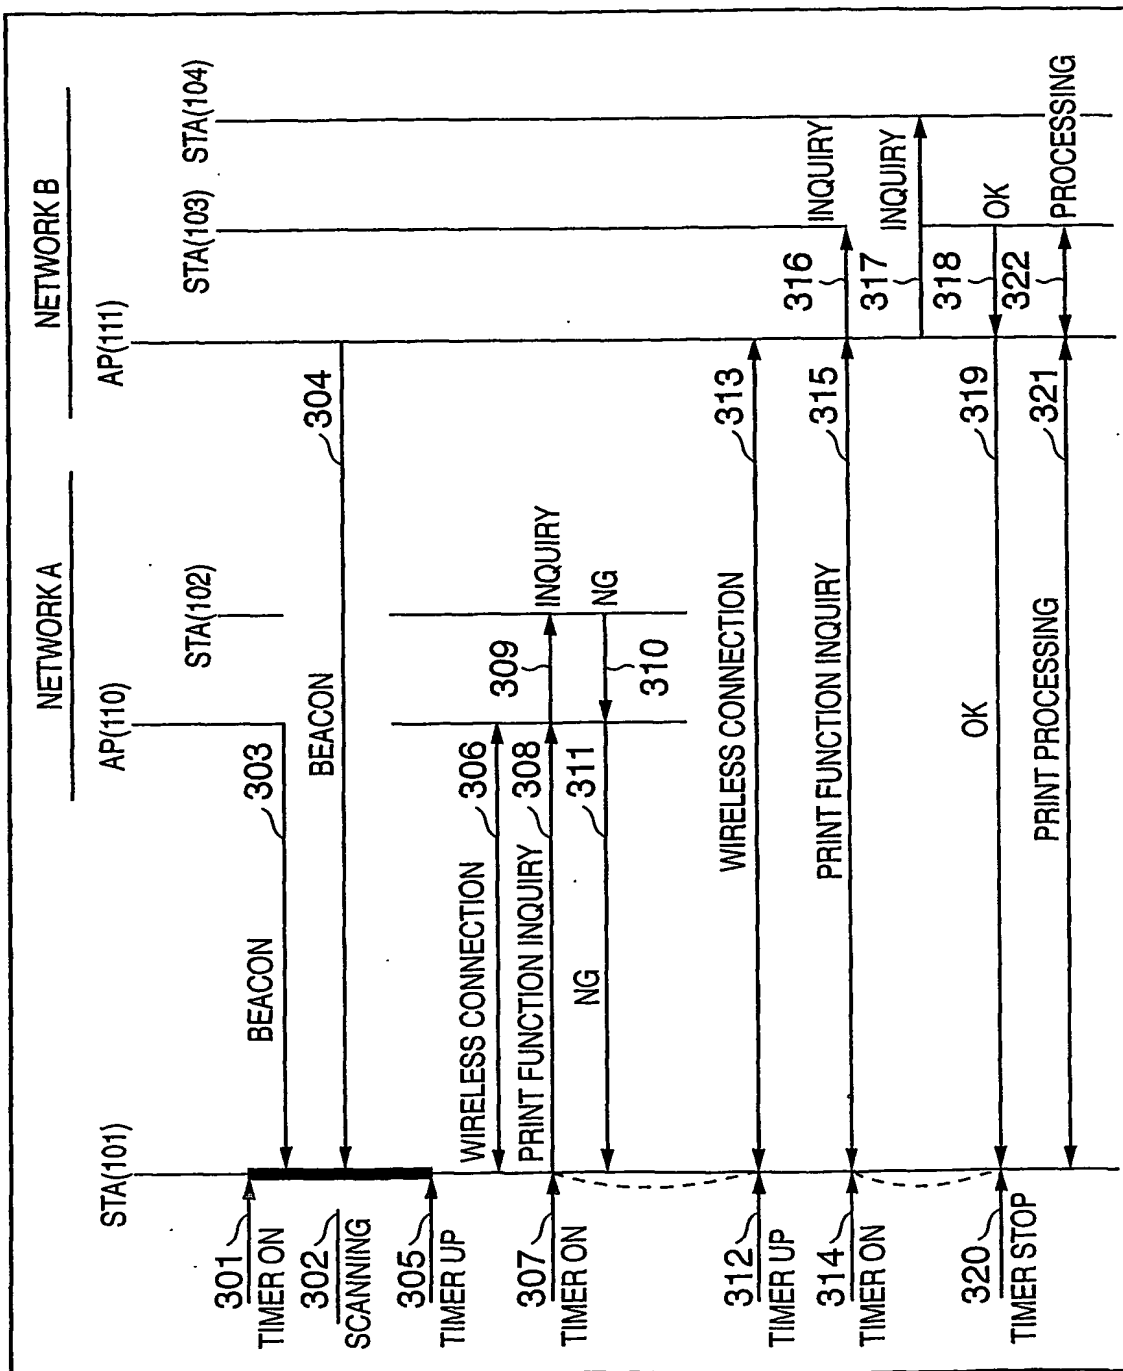 NETWORK A
NETWORK B
STA(101)
AP(110)
STA(102)
AP(111)
STA(103)
STA(104)
301
TIMER ON
BEACON
303
302
SCANNING
BEACON
304
305
TIMER UP
WIRELESS CONNECTION
306
307
TIMER ON
PRINT FUNCTION INQUIRY
308
309
INQUIRY
NG
311
310
NG
312
TIMER UP
WIRELESS CONNECTION
313
314
TIMER ON
PRINT FUNCTION INQUIRY
315
316
INQUIRY
317
INQUIRY
320
TIMER STOP
OK
319
318
OK
PRINT PROCESSING
321
322
PROCESSING